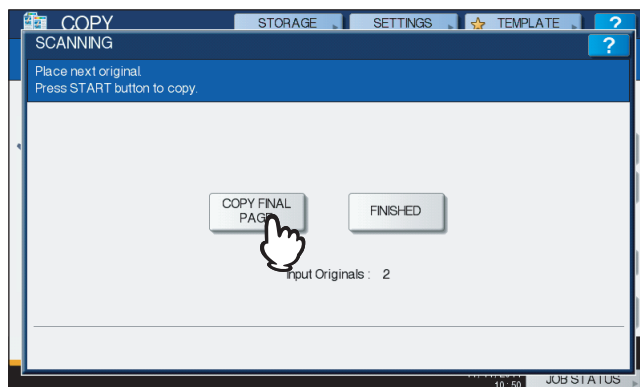 COPY
STORAGE
SETTINGS
TEMPLATE
?
SCANNING
?
Place next original.
Press START button to copy.
COPY FINAL
PAGE
FINISHED
Input Originals : 2
10 : 50
JOB STATUS